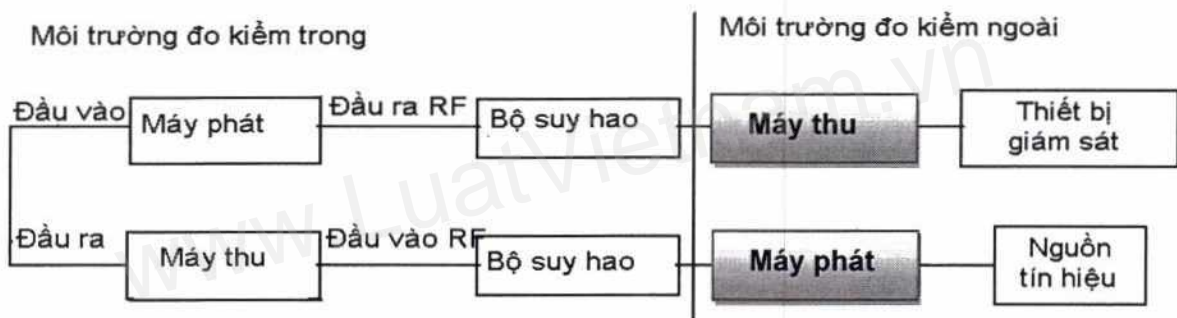 Môi trường đo kiểm trong
Môi trường đo kiểm ngoài
Đầu vào
Máy phát
Đầu ra RF
Bộ suy hao
Máy thu
Thiết bị
giám sát
Đầu ra
Máy thu
Đầu vào RF
Bộ suy hao
Máy phát
Nguồn
tín hiệu
www.LuatVietnam.vn